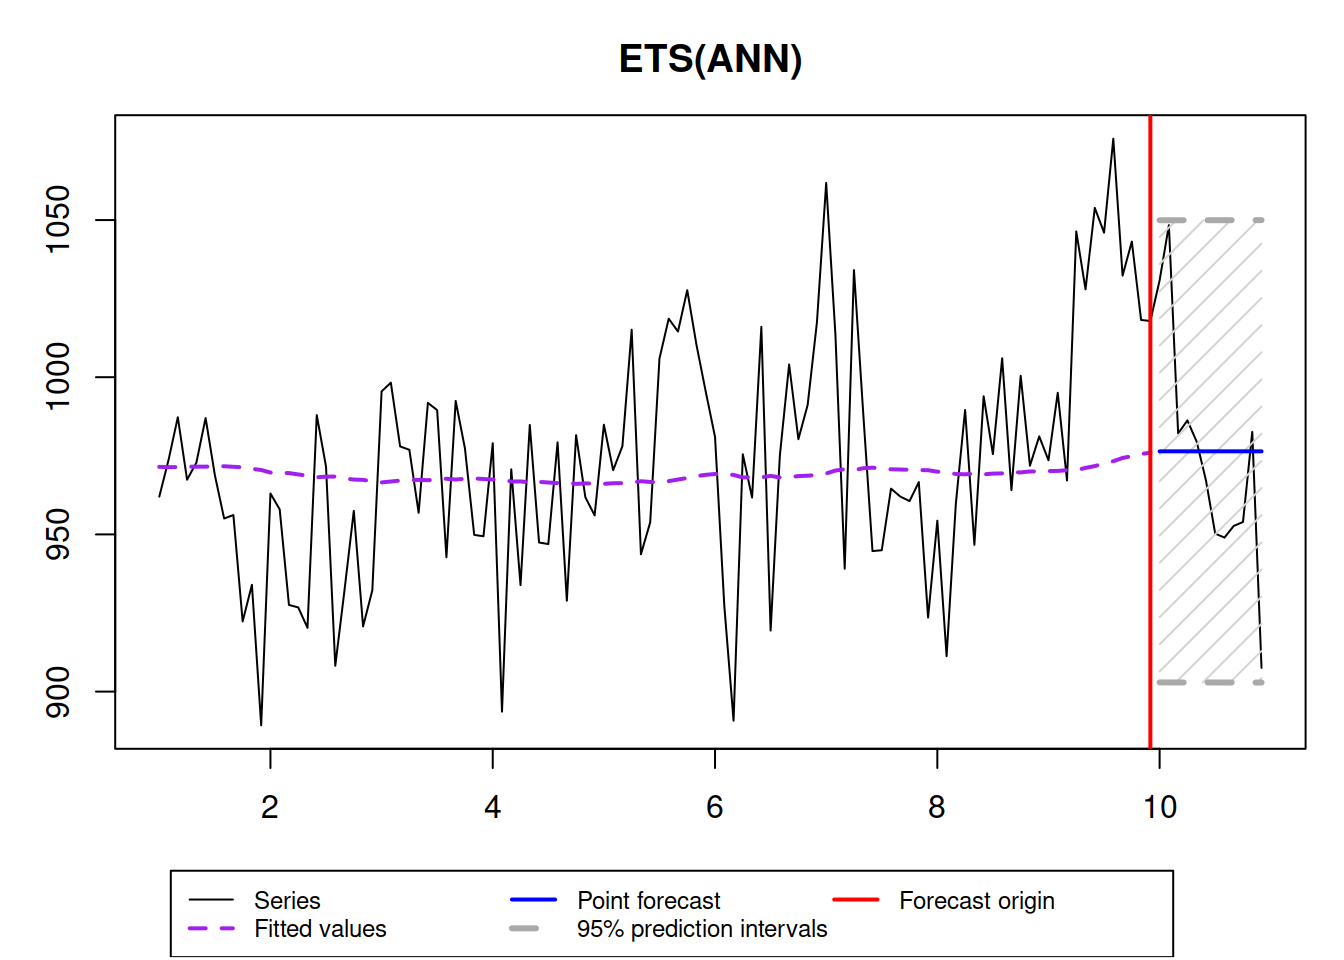 ETS(ANN)
1050
1000
950
900
2 4 6 8 10
Series Point forecast Forecast origin
Fitted values 95% prediction intervals